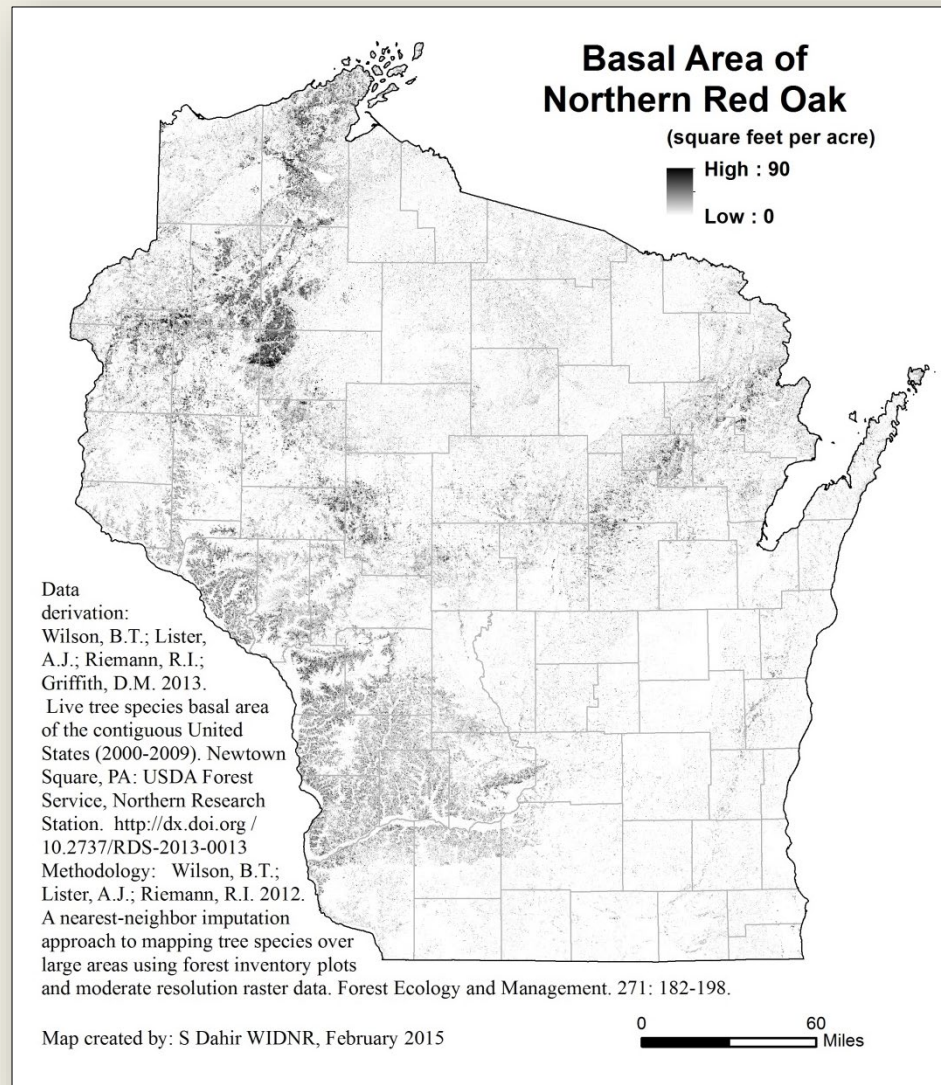 Basal Area of
Northern Red Oak
(square feet per acre)
High : 90
Low : 0
Data
derivation:
Wilson, B.T.; Lister,
A.J.; Riemann, R.I.;
Griffith, D.M. 2013.
Live tree species basal area
of the contiguous United
States (2000-2009). Newtown
Square, PA: USDA Forest
Service, Northern Research
Station. http://dx.doi.org /
10.2737/RDS-2013-0013
Methodology: Wilson, B.T.;
Lister, A.J.; Riemann, R.I. 2012.
A nearest-neighbor imputation
approach to mapping tree species over
large areas using forest inventory plots
and moderate resolution raster data. Forest Ecology and Management. 271: 182-198.
Map created by: S Dahir WIDNR, February 2015
0 60
Miles